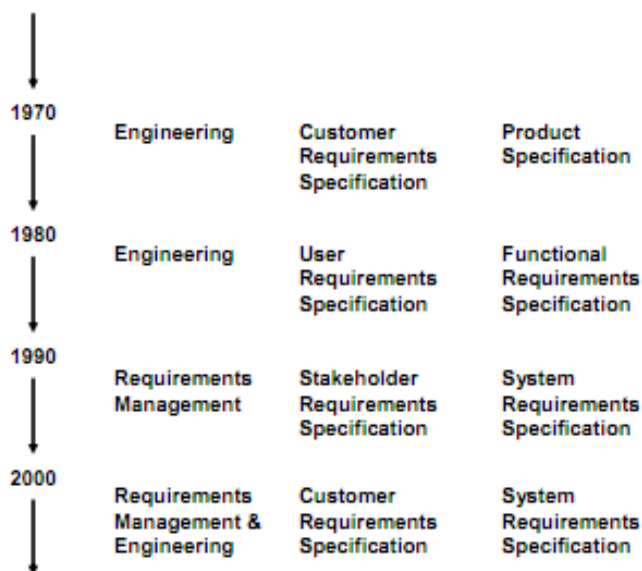 1970
Engineering Customer Product
Requirements Specification
Specification
1980
Engineering User Functional
Requirements Requirements
Specification Specification
1990
Requirements Stakeholder System
Management Requirements Requirements
Specification Specification
2000
Requirements Customer System
Management & Requirements Requirements
Engineering Specification Specification